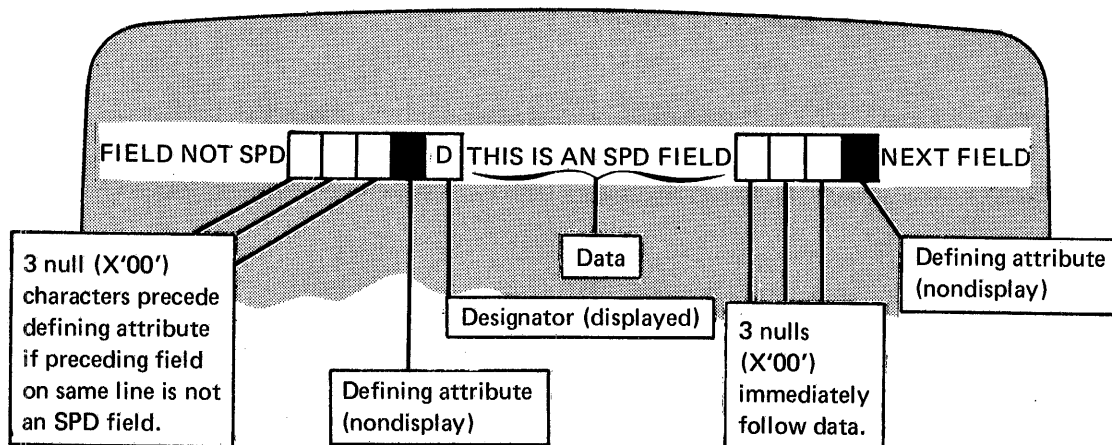 FIELD NOT SPD D THIS IS AN SPD FIELD NEXT FIELD
3 null (X'00')
characters precede
defining attribute
if preceding field
on same line is not
an SPD field.
Defining attribute
(nondisplay)
Designator (displayed)
Data
3 nulls
(X'00')
immediately
follow data.
Defining attribute
(nondisplay)